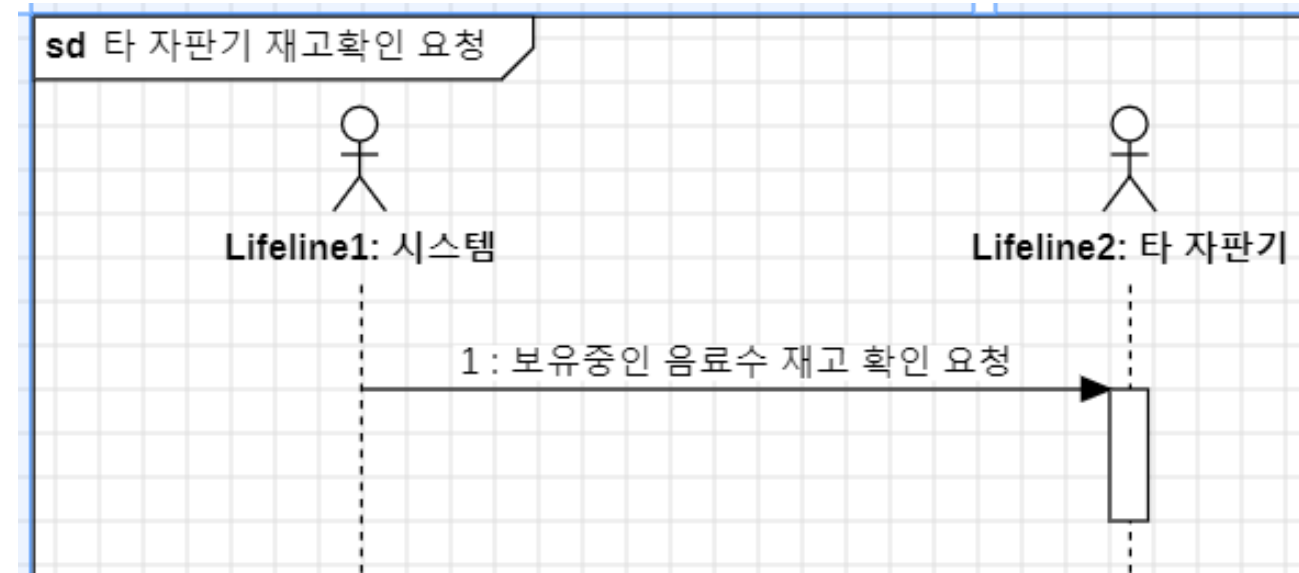 sd 타 자판기 재고확인 요청
Lifeline1: 시스템
Lifeline2: 타 자판기
1 : 보유중인 음료수 재고 확인 요청